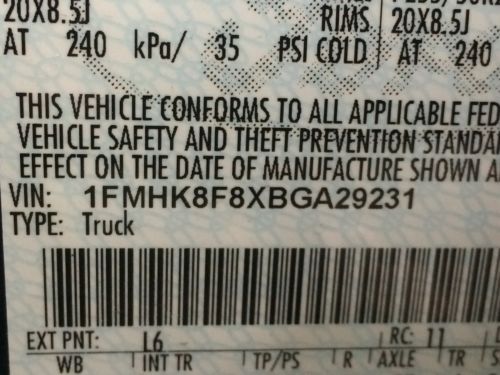 20X8.5J RIMS 20X8.5J
AT 240 kPa/ 35 PSI COLD AT 240
THIS VEHICLE CONFORMS TO ALL APPLICABLE FED
VEHICLE SAFETY AND THEFT PREVENTION STANDA
EFFECT ON THE DATE OF MANUFACTURE SHOWN A
VIN: 1FMHK8F8XBGA29231
TYPE: Truck
EXT PNT: L6 RC: 11
WB INT TR TP/PS R AXLE TR S